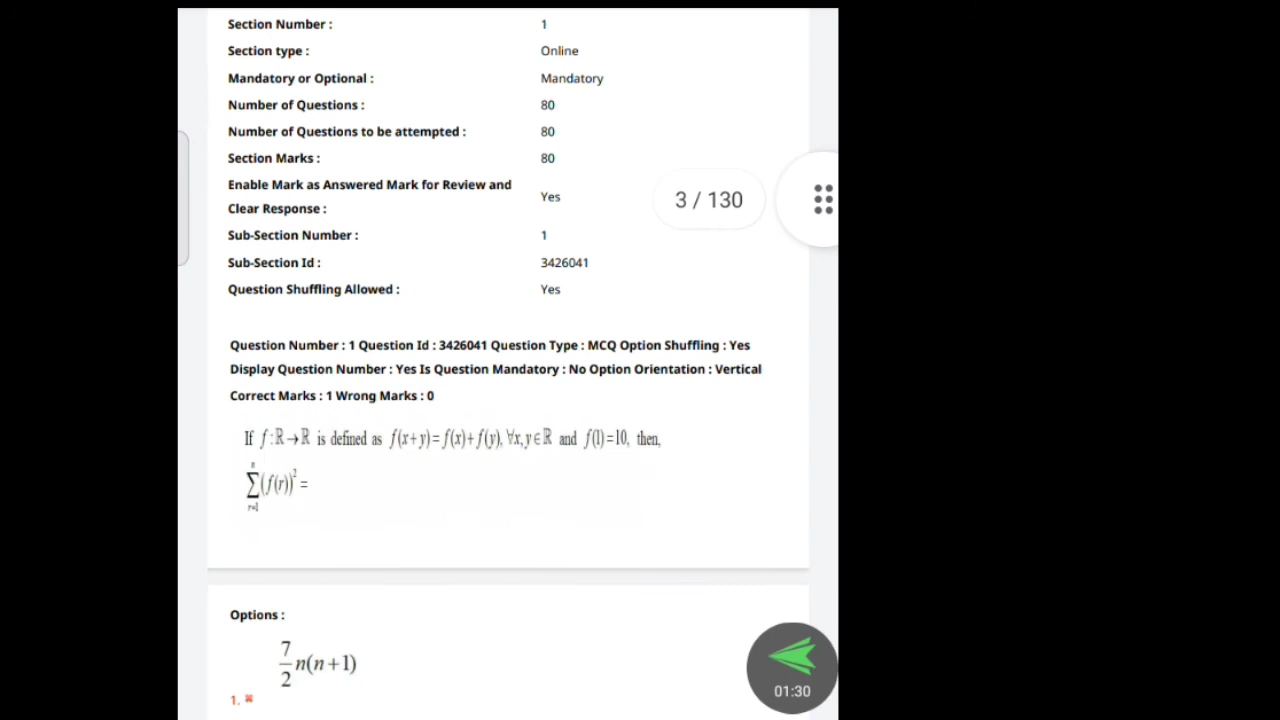 Section Number : 1
Section type : Online
Mandatory or Optional : Mandatory
Number of Questions : 80
Number of Questions to be attempted : 80
Section Marks : 80
Enable Mark as Answered Mark for Review and
Clear Response : Yes
3 / 130
Sub-Section Number : 1
Sub-Section Id : 3426041
Question Shuffling Allowed : Yes
Question Number : 1 Question Id : 3426041 Question Type : MCQ Option Shuffling : Yes
Display Question Number : Yes Is Question Mandatory : No Option Orientation : Vertical
Correct Marks : 1 Wrong Marks : 0
If f : ℝ→ℝ is defined as f(x+y)=f(x)+f(y), ∀x,y∈ℝ and f(1)=10, then,
∑_{r=1}^{n} (f(r))² =
Options :
7/2 n(n+1)
1. ✖
01:30